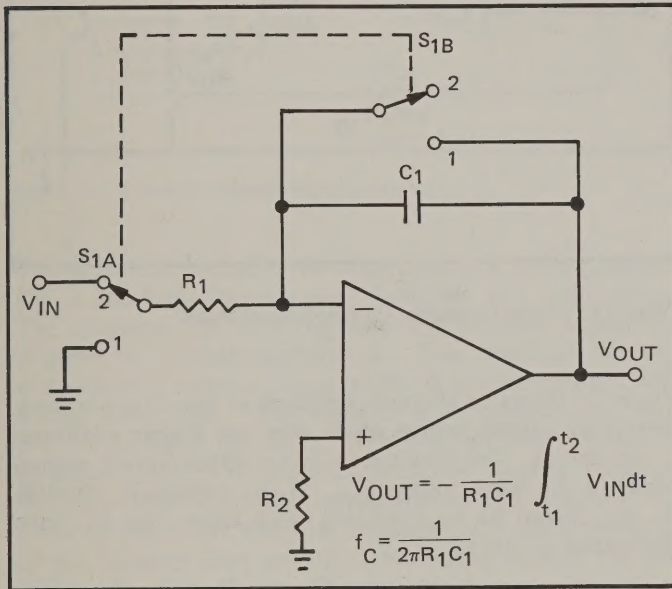 S1B
2
1
C1
S1A
R1
2
VIN
1
−
VOUT
+
R2
VOUT = − 1/R1C1 ∫t1t2 VINdt
fC = 1/2πR1C1